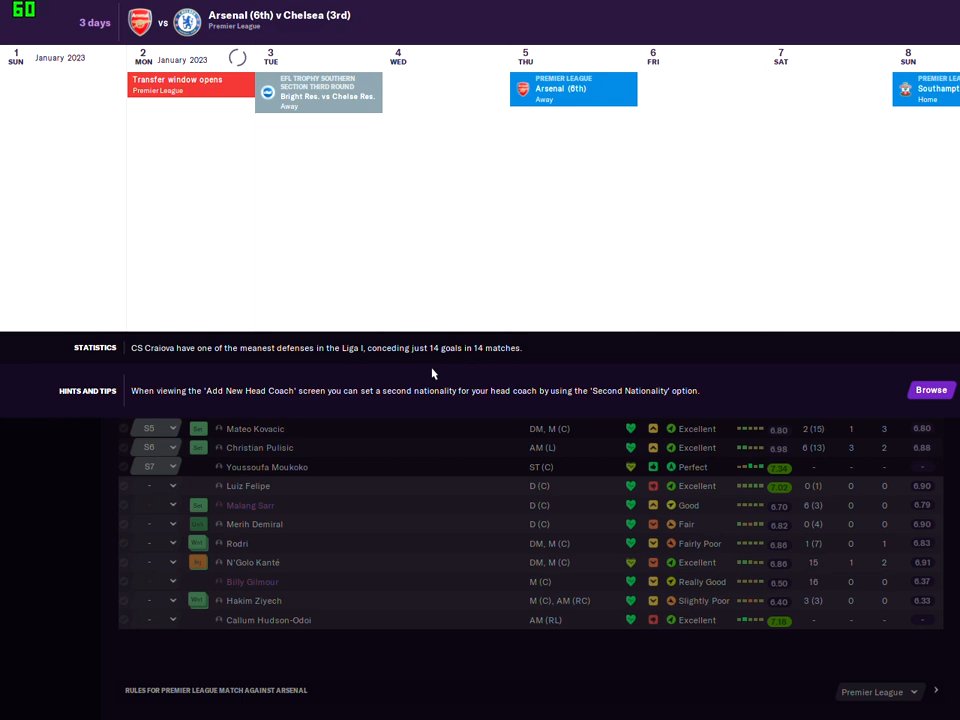 60
3 days
vs
Arsenal (6th) v Chelsea (3rd)
Premier League
1 SUN January 2023
2 MON January 2023
3 TUE
4 WED
5 THU
6 FRI
7 SAT
8 SUN
Transfer window opens
Premier League
EFL TROPHY SOUTHERN
SECTION THIRD ROUND
Bright Res. vs Chelse Res.
Away
PREMIER LEAGUE
Arsenal (6th)
Away
PREMIER LEA
Southampt
Home
STATISTICS CS Craiova have one of the meanest defenses in the Liga I, conceding just 14 goals in 14 matches.
HINTS AND TIPS When viewing the 'Add New Head Coach' screen you can set a second nationality for your head coach by using the 'Second Nationality' option. Browse
S5 Mateo Kovacic DM, M (C) Excellent 6.80 2 (15) 1 3 6.80
S6 Christian Pulisic AM (L) Excellent 6.98 6 (13) 3 2 6.88
S7 Youssoufa Moukoko ST (C) Perfect 7.34 - - - -
- Luiz Felipe D (C) Excellent 7.02 0 (1) 0 0 6.90
- Malang Sarr D (C) Good 6.70 6 (3) 0 0 6.79
- Merih Demiral D (C) Fair 6.82 0 (4) 0 0 6.90
- Wnt Rodri DM, M (C) Fairly Poor 6.86 1 (7) 0 1 6.83
- Inj N'Golo Kanté DM, M (C) Excellent 6.86 15 1 2 6.91
- Billy Gilmour M (C) Really Good 6.50 16 0 0 6.37
- Wnt Hakim Ziyech M (C), AM (RC) Slightly Poor 6.40 3 (3) 0 0 6.33
- Callum Hudson-Odoi AM (RL) Excellent 7.18 - - - -
RULES FOR PREMIER LEAGUE MATCH AGAINST ARSENAL
Premier League